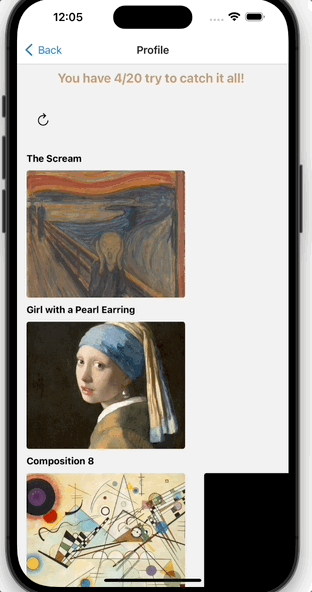 12:05
Back
Profile
You have 4/20 try to catch it all!
The Scream
Girl with a Pearl Earring
Composition 8